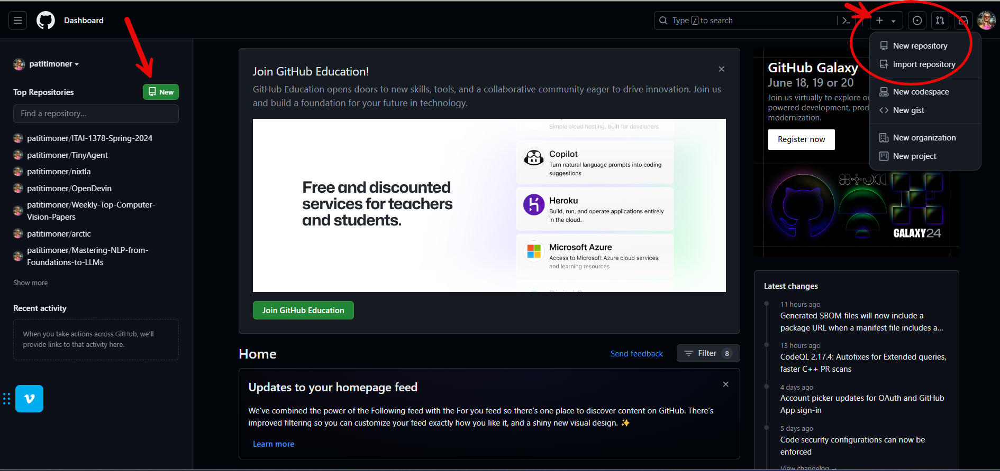 Dashboard
Type / to search
patitimoner
Top Repositories
New
Find a repository...
patitimoner/ITAI-1378-Spring-2024
patitimoner/TinyAgent
patitimoner/nixtla
patitimoner/OpenDevin
patitimoner/Weekly-Top-Computer-
Vision-Papers
patitimoner/arctic
patitimoner/Mastering-NLP-from-
Foundations-to-LLMs
Show more
Recent activity
When you take actions across GitHub, we'll
provide links to that activity here.
Join GitHub Education!
GitHub Education opens doors to new skills, tools, and a collaborative community eager to drive innovation. Join us
and build a foundation for your future in technology.
Free and discounted
services for teachers
and students.
Simple cloud hosting, built for developers
Copilot
Turn natural language prompts into coding
suggestions
Heroku
Build, run, and operate applications entirely
in the cloud.
Microsoft Azure
Access to Microsoft Azure cloud services
and learning resources
Join GitHub Education
Home
Send feedback
Filter 8
Updates to your homepage feed
We've combined the power of the Following feed with the For you feed so there's one place to discover content on GitHub. There's
improved filtering so you can customize your feed exactly how you like it, and a shiny new visual design. ✨
Learn more
New repository
Import repository
New codespace
New gist
New organization
New project
GitHub Galaxy
June 18, 19 or 20
Join us virtually to explore
powered development,
modernization.
Register now
GALAXY24
Latest changes
11 hours ago
Generated SBOM files will now include a
package URL when a manifest file includes a...
13 hours ago
CodeQL 2.17.4: Autofixes for Extended queries,
faster C++ PR scans
4 days ago
Account picker updates for OAuth and GitHub
App sign-in
5 days ago
Code security configurations can now be
enforced
View changelog →